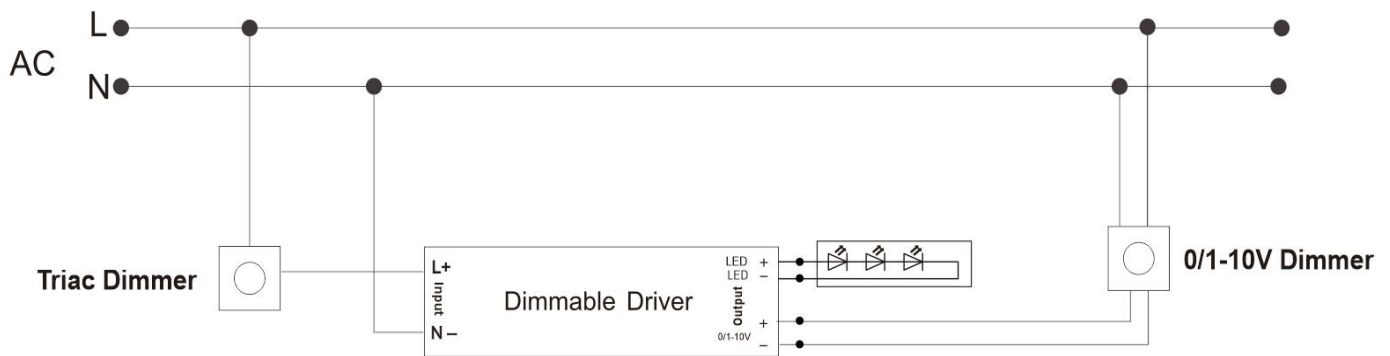 L
AC
N
Triac Dimmer
L+
Input
N –
Dimmable Driver
LED +
LED –
Output
+
0/1-10V
–
0/1-10V Dimmer